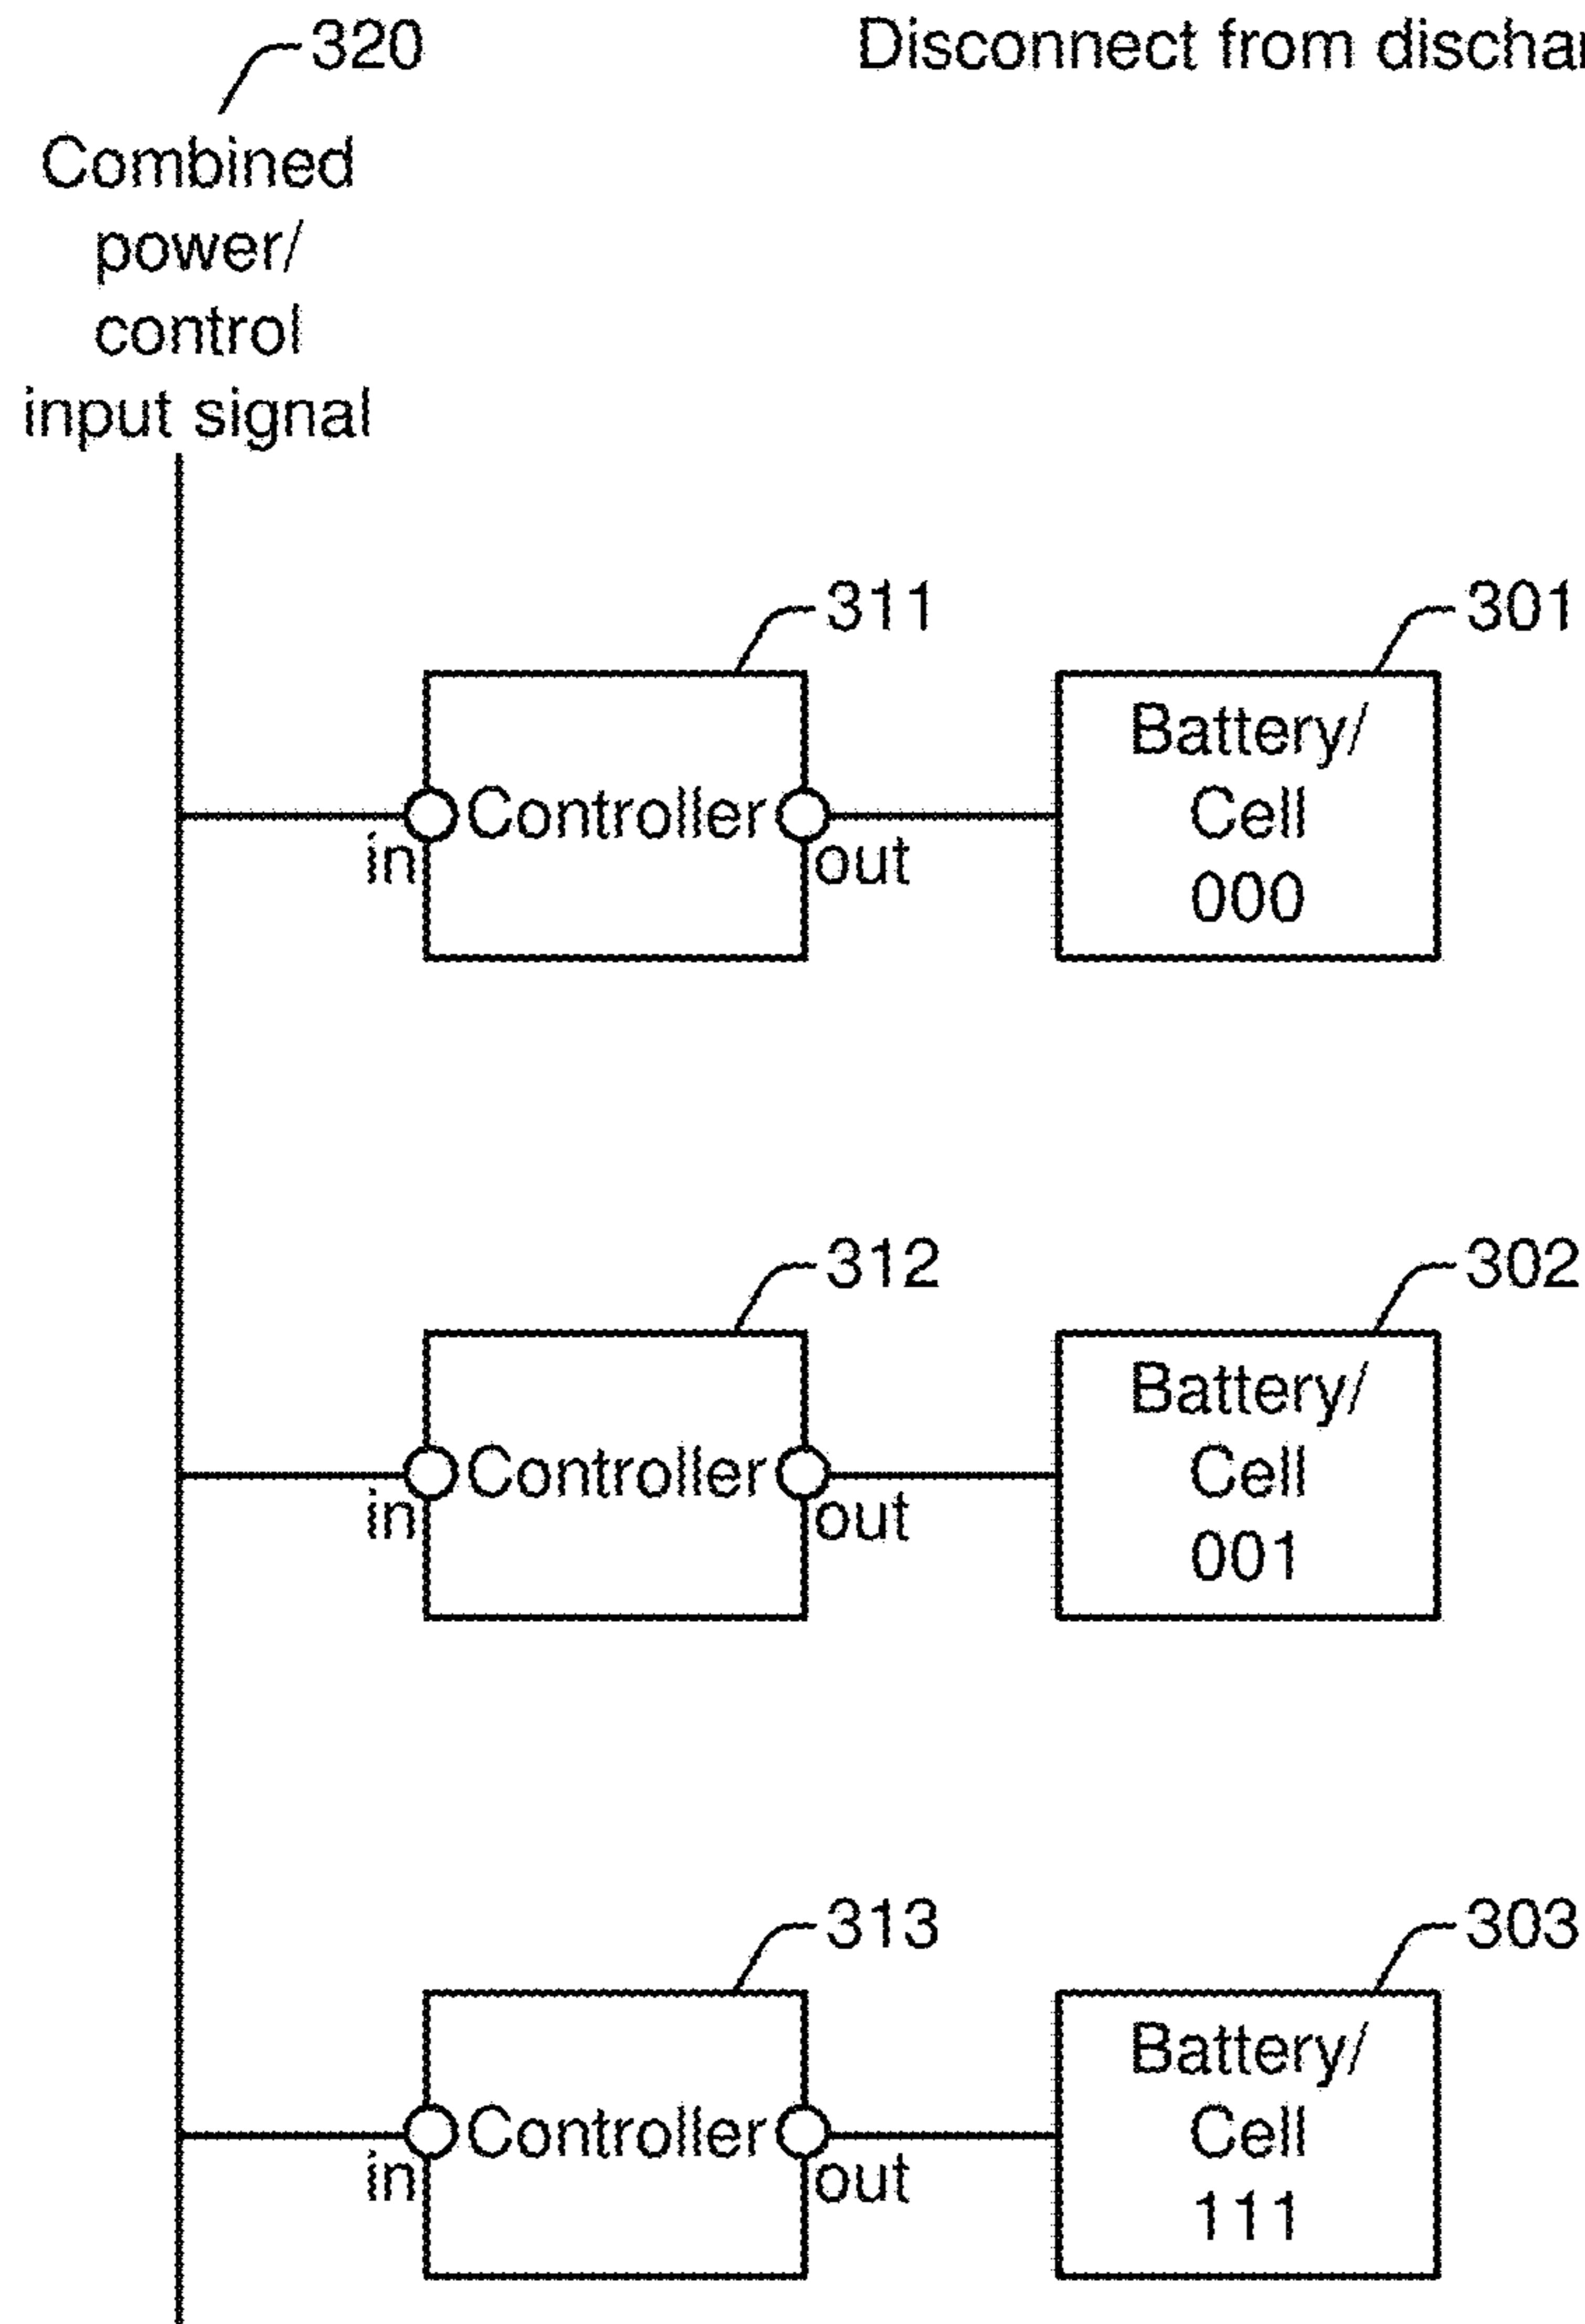 320
Disconnect from
Combined
power/
control
input signal
311
301
Controller
in
out
Battery/
Cell
000
312
302
Controller
in
out
Battery/
Cell
001
313
303
Controller
in
out
Battery/
Cell
111